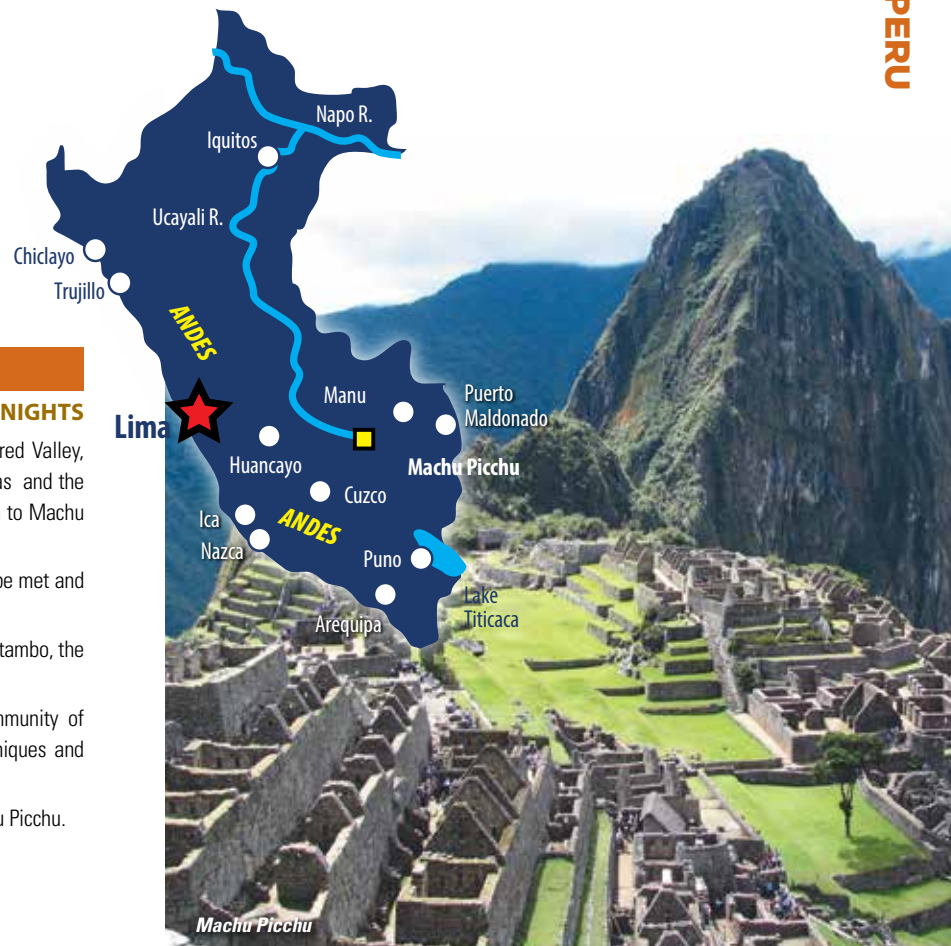 PERU
Napo R.
Iquitos
Ucayali R.
Chiclayo
Trujillo
ANDES
Lima
Manu
Puerto
Maldonado
Huancayo
Machu Picchu
Cuzco
Ica
ANDES
Nazca
Puno
Lake
Titicaca
Arequipa
NIGHTS
red Valley,
and the
to Machu
be met and
tambo, the
mmunity of
niques and
u Picchu.
Machu Picchu